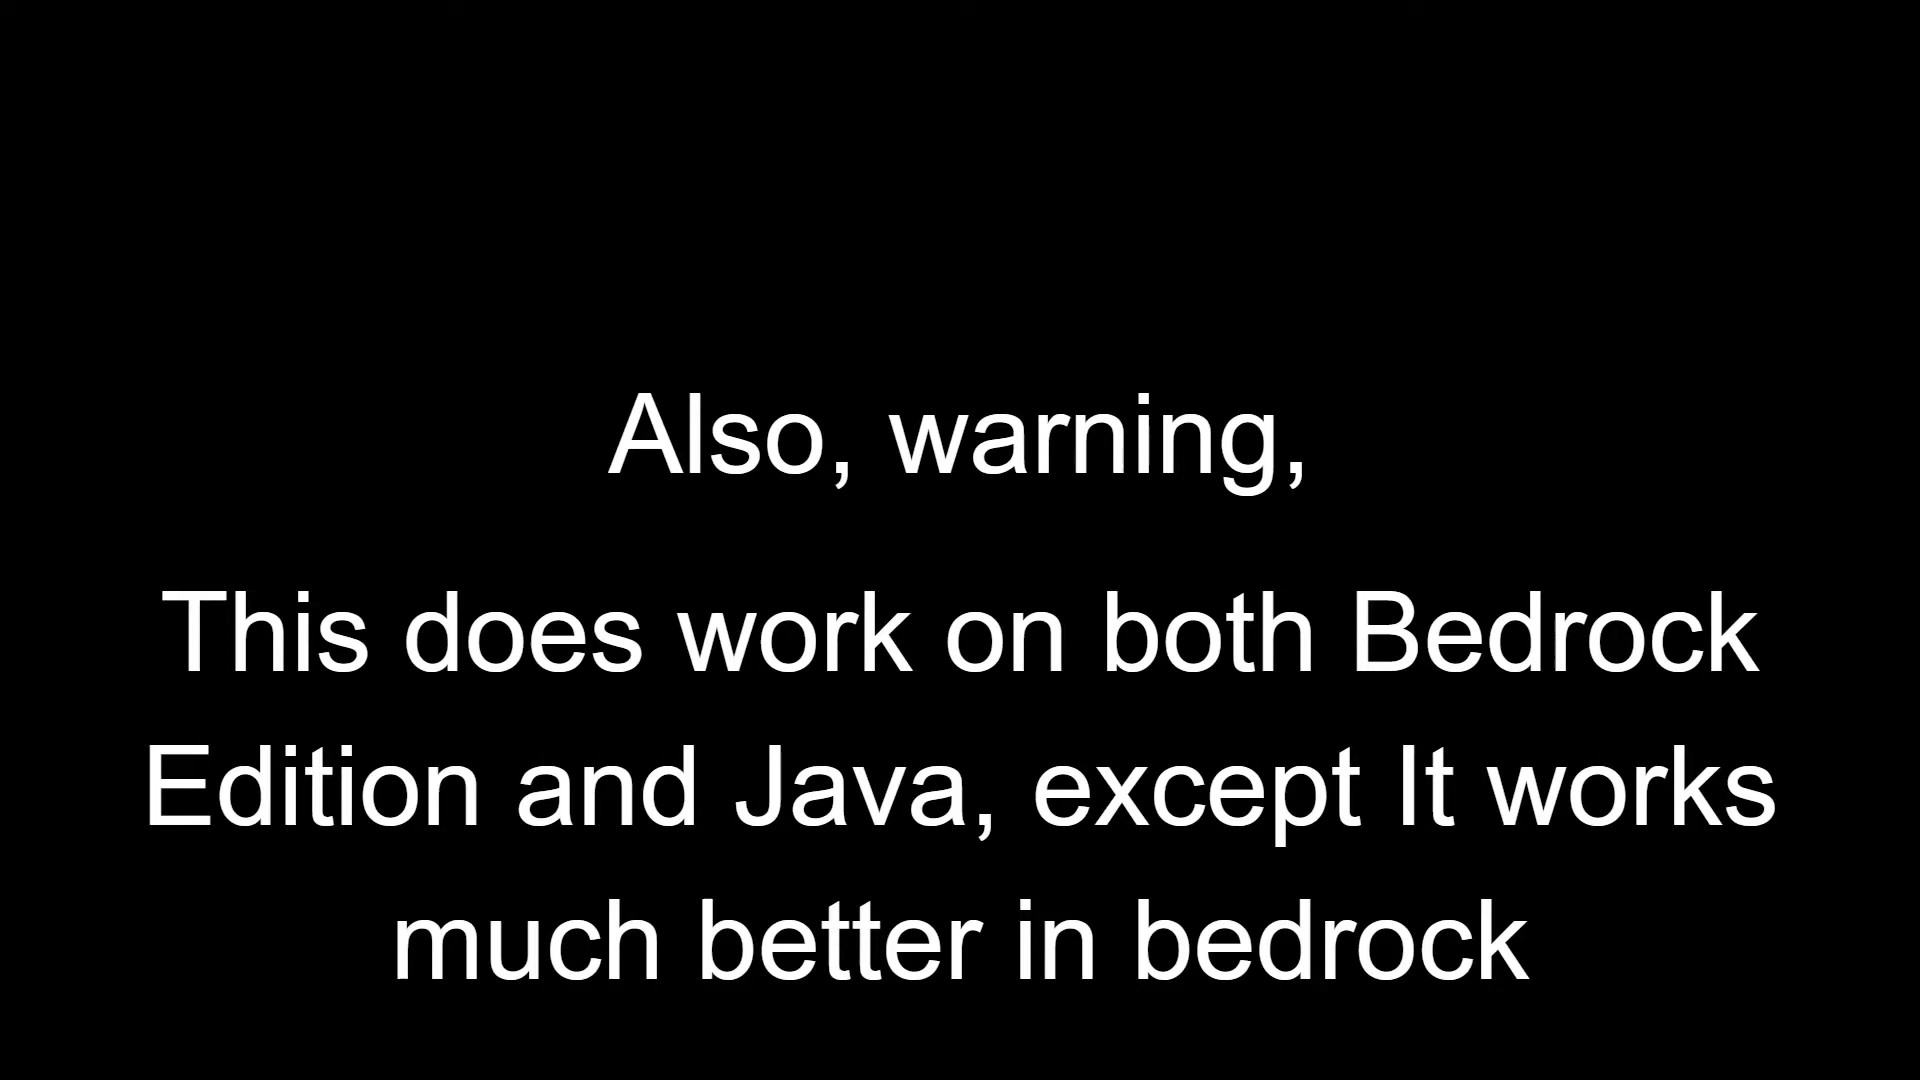 Also, warning,
This does work on both Bedrock
Edition and Java, except It works
much better in bedrock